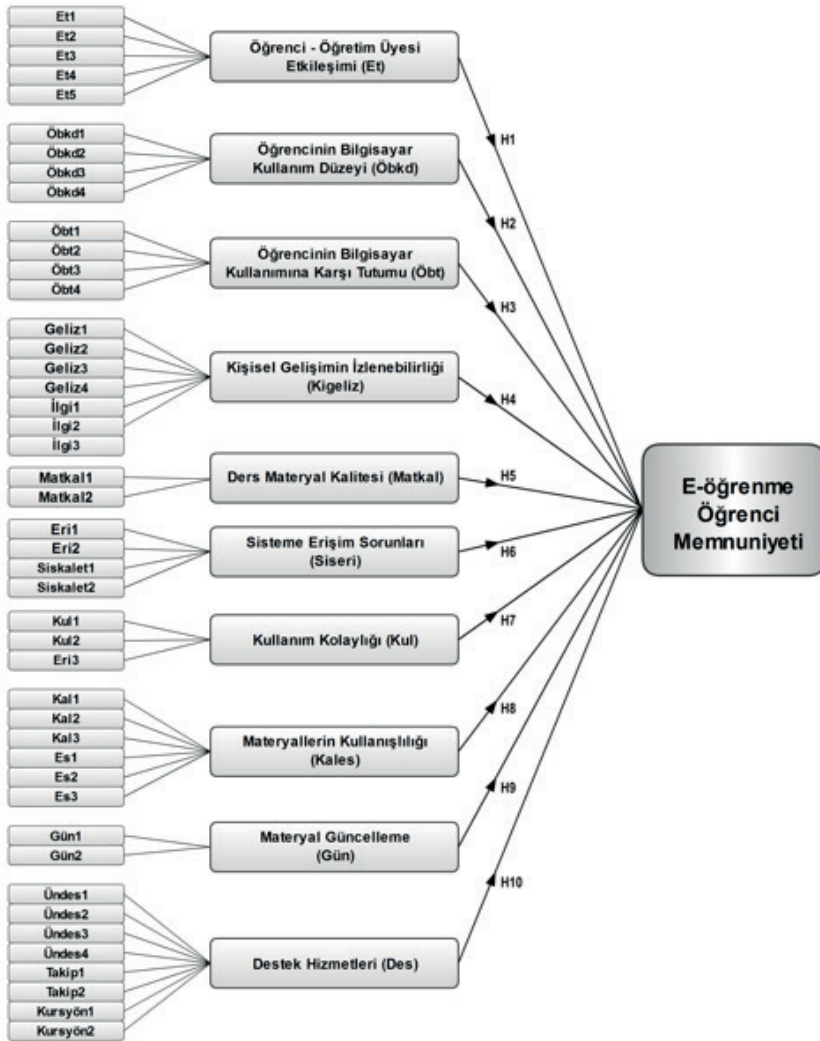 Et1
Et2
Et3
Et4
Et5
Öğrenci - Öğretim Üyesi
Etkileşimi (Et)
H1
Öbkd1
Öbkd2
Öbkd3
Öbkd4
Öğrencinin Bilgisayar
Kullanım Düzeyi (Öbkd)
H2
Öbt1
Öbt2
Öbt3
Öbt4
Öğrencinin Bilgisayar
Kullanımına Karşı Tutumu (Öbt)
H3
Geliz1
Geliz2
Geliz3
Geliz4
İlgi1
İlgi2
İlgi3
Kişisel Gelişimin İzlenebilirliği
(Kigeliz)
H4
Matkal1
Matkal2
Ders Materyal Kalitesi (Matkal)
H5
Eri1
Eri2
Siskalet1
Siskalet2
Sisteme Erişim Sorunları
(Siseri)
H6
Kul1
Kul2
Eri3
Kullanım Kolaylığı (Kul)
H7
Kal1
Kal2
Kal3
Es1
Es2
Es3
Materyallerin Kullanışlılığı
(Kales)
H8
Gün1
Gün2
Materyal Güncelleme
(Gün)
H9
Ündes1
Ündes2
Ündes3
Ündes4
Takip1
Takip2
Kursyön1
Kursyön2
Destek Hizmetleri (Des)
H10
E-öğrenme
Öğrenci
Memnuniyeti